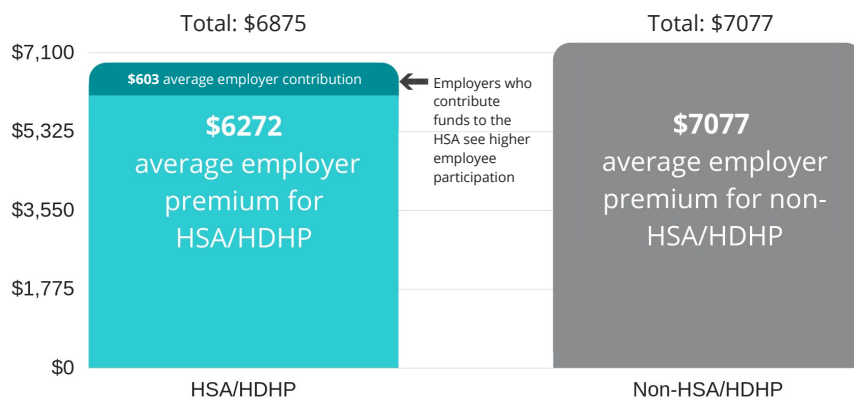 Total: $6875
Total: $7077
$7,100
$5,325
$3,550
$1,775
$0
$603 average employer contribution
$6272
average employer
premium for
HSA/HDHP
Employers who
contribute
funds to the
HSA see higher
employee
participation
$7077
average employer
premium for non-
HSA/HDHP
HSA/HDHP
Non-HSA/HDHP